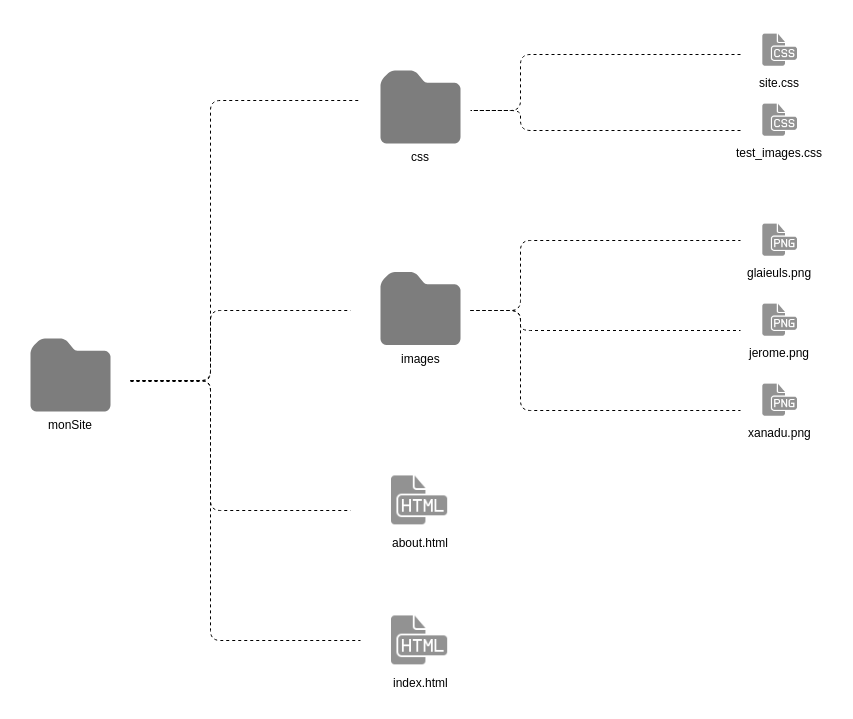 CSS
site.css
CSS
css
test_images.css
PNG
glaieuls.png
PNG
images
jerome.png
PNG
monSite
xanadu.png
HTML
about.html
HTML
index.html